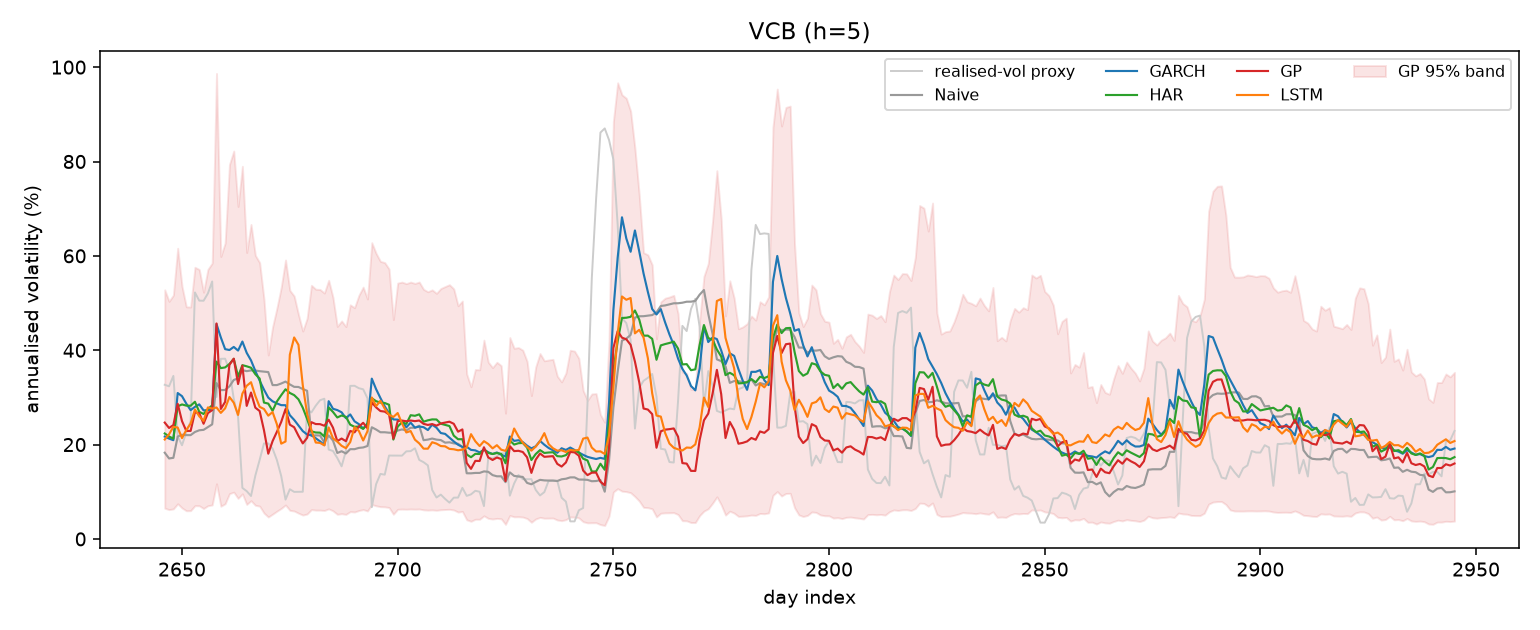 VCB (h=5)
realised-vol proxy GARCH GP GP 95% band
Naive HAR LSTM
annualised volatility (%)
100
80
60
40
20
0
2650 2700 2750 2800 2850 2900 2950
day index